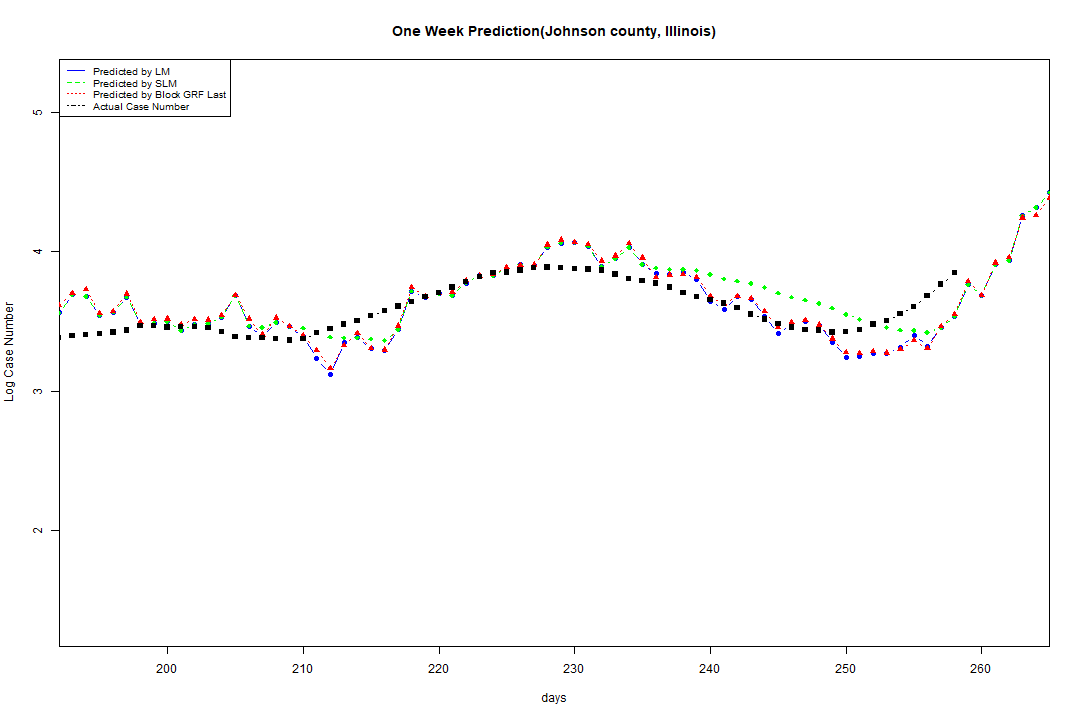 One Week Prediction(Johnson county, Illinois)
Predicted by LM
Predicted by SLM
Predicted by Block GRF Last
Actual Case Number
5
4
3
2
Log Case Number
200 210 220 230 240 250 260
days